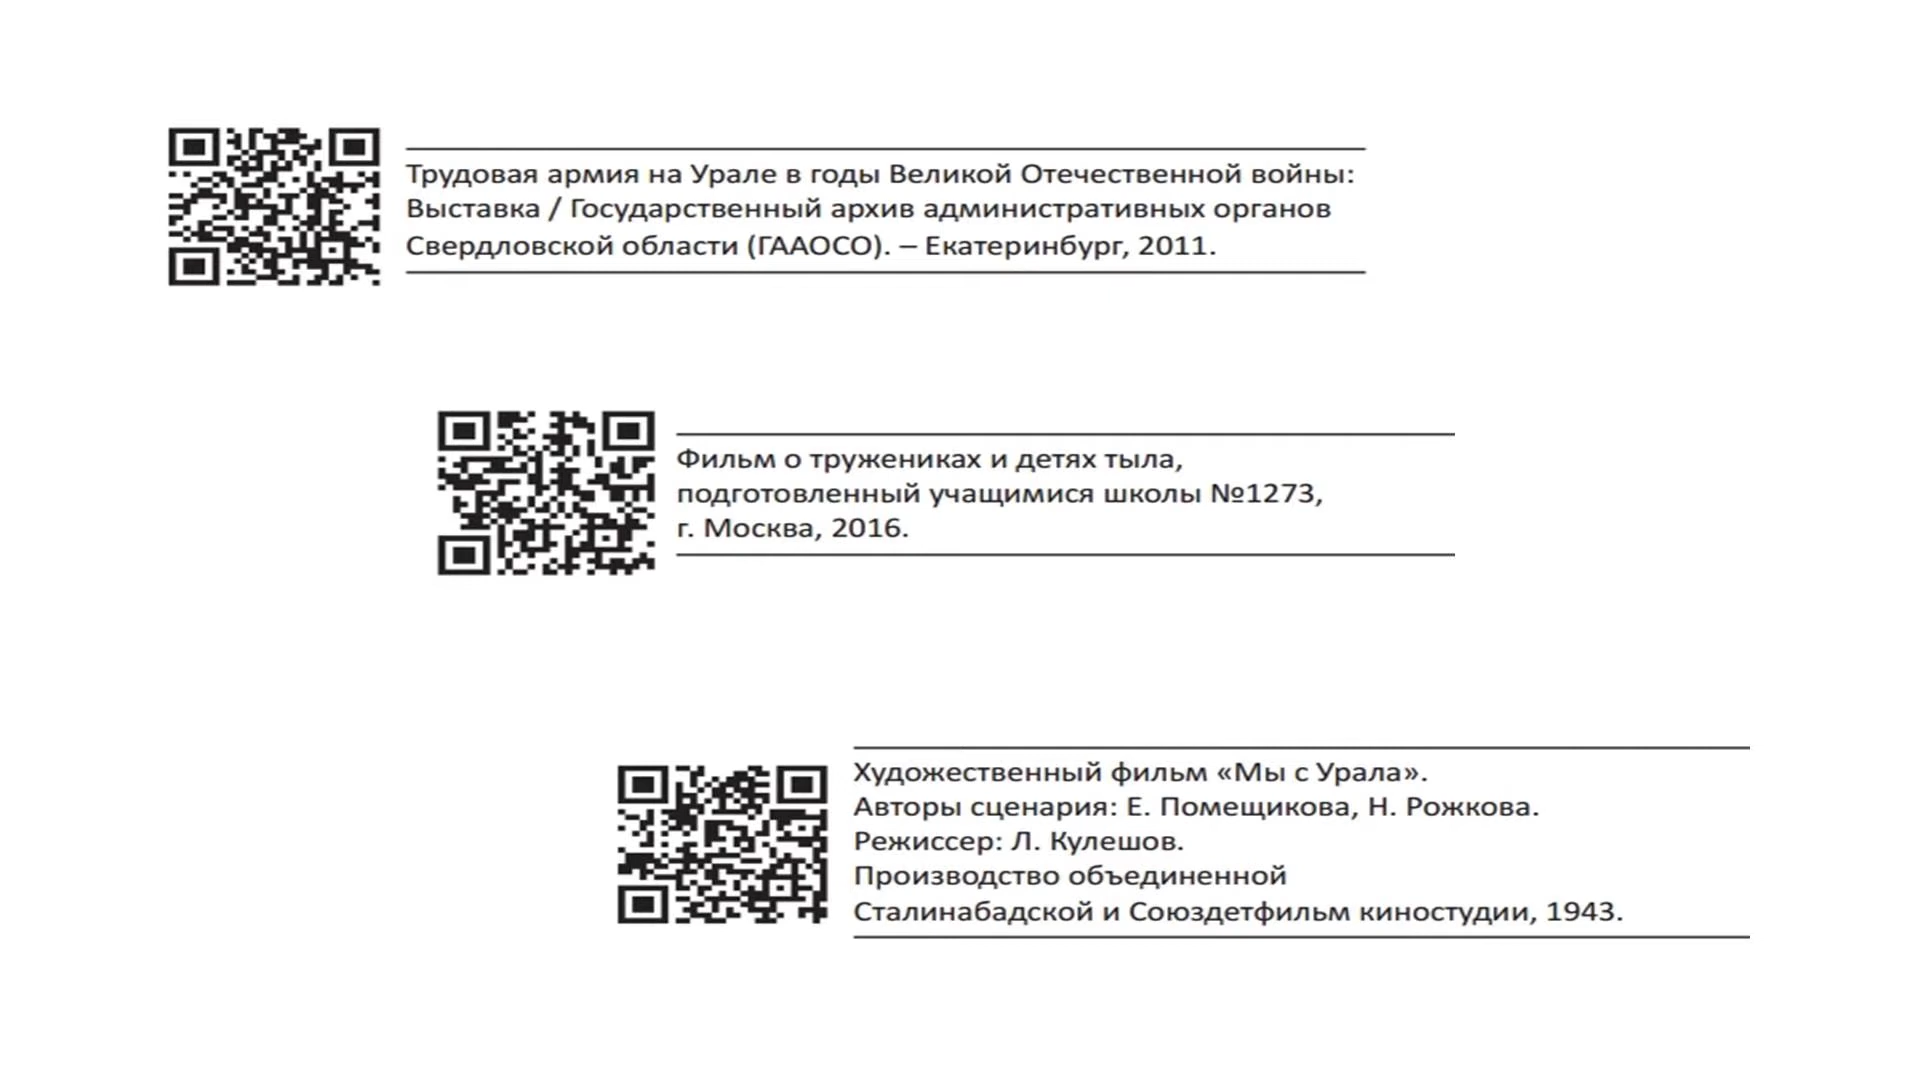 Трудовая армия на Урале в годы Великой Отечественной войны:
Выставка / Государственный архив административных органов
Свердловской области (ГААОСО). – Екатеринбург, 2011.
Фильм о тружениках и детях тыла,
подготовленный учащимися школы №1273,
г. Москва, 2016.
Художественный фильм «Мы с Урала».
Авторы сценария: Е. Помещикова, Н. Рожкова.
Режиссер: Л. Кулешов.
Производство объединенной
Сталинабадской и Союздетфильм киностудии, 1943.